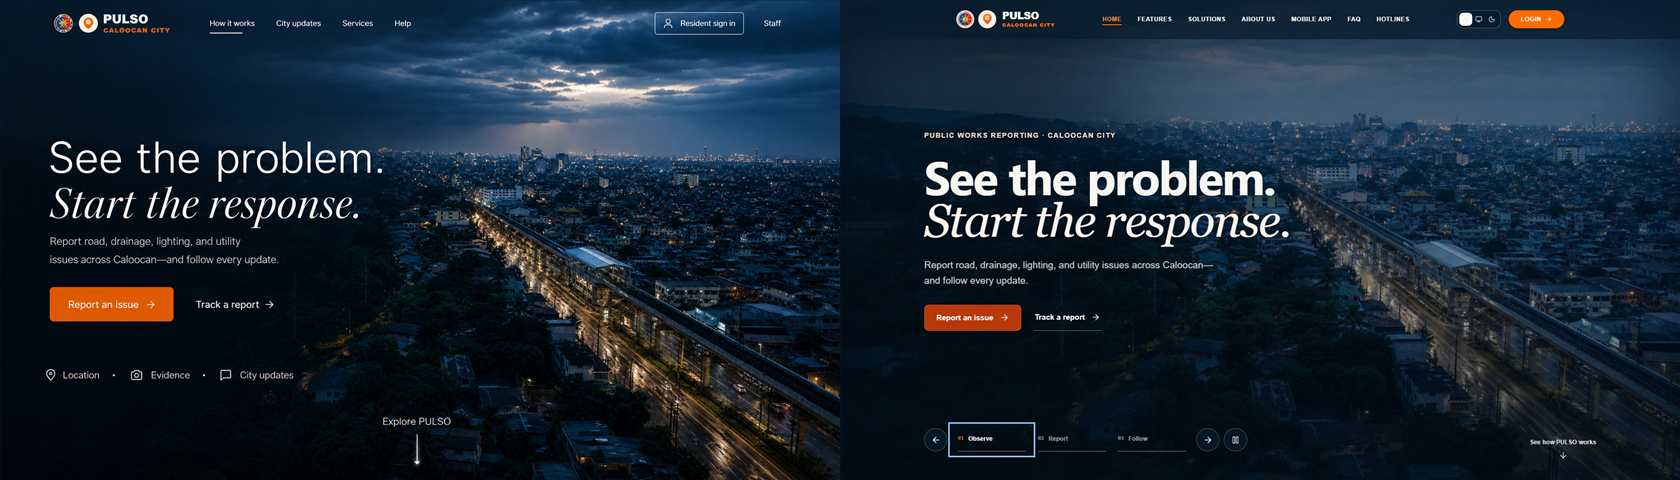 PULSO
CALOOCAN CITY
How it works
City updates
Services
Help
Resident sign in
Staff
See the problem.
Start the response.
Report road, drainage, lighting, and utility
issues across Caloocan—and follow every update.
Report an issue →
Track a report →
Location • Evidence • City updates
Explore PULSO
PULSO
CALOOCAN CITY
HOME
FEATURES
SOLUTIONS
ABOUT US
MOBILE APP
FAQ
HOTLINES
LOGIN →
PUBLIC WORKS REPORTING · CALOOCAN CITY
See the problem.
Start the response.
Report road, drainage, lighting, and utility issues across Caloocan—
and follow every update.
Report an issue →
Track a report →
01 Observe
02 Report
03 Follow
See how PULSO works